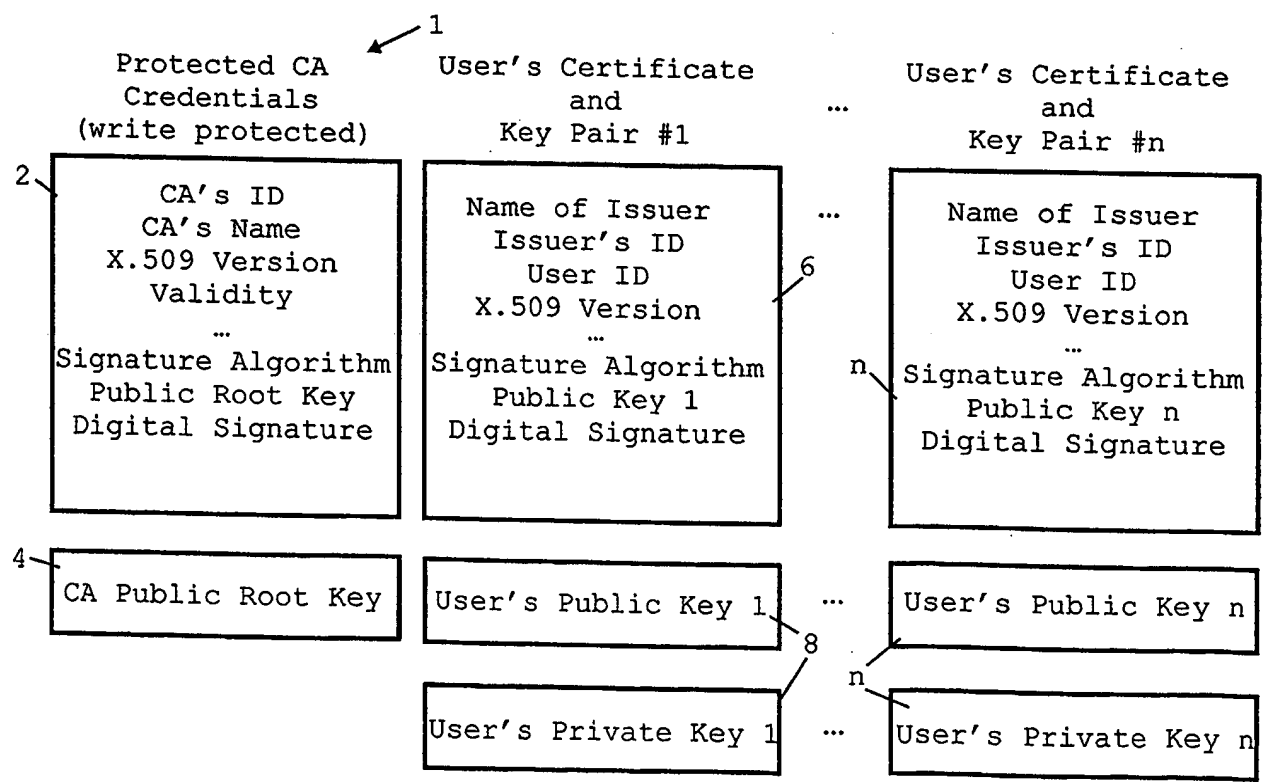 1
Protected CA
Credentials
(write protected)
User's Certificate
and
Key Pair #1
…
User's Certificate
and
Key Pair #n
2
CA's ID
CA's Name
X.509 Version
Validity
…
Signature Algorithm
Public Root Key
Digital Signature
Name of Issuer
Issuer's ID
User ID
X.509 Version
…
Signature Algorithm
Public Key 1
Digital Signature
6
…
n
Name of Issuer
Issuer's ID
User ID
X.509 Version
…
Signature Algorithm
Public Key n
Digital Signature
4
CA Public Root Key
User's Public Key 1
…
User's Public Key n
8
n
User's Private Key 1
…
User's Private Key n